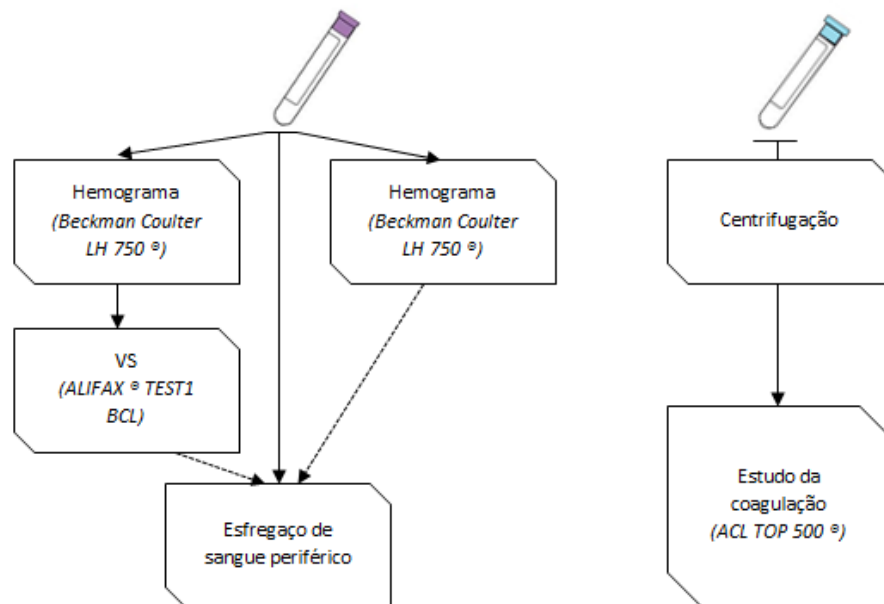 Hemograma
(Beckman Coulter
LH 750 ®)
Hemograma
(Beckman Coulter
LH 750 ®)
Centrifugação
VS
(ALIFAX ® TEST1
BCL)
Esfregaço de
sangue periférico
Estudo da
coagulação
(ACL TOP 500 ®)